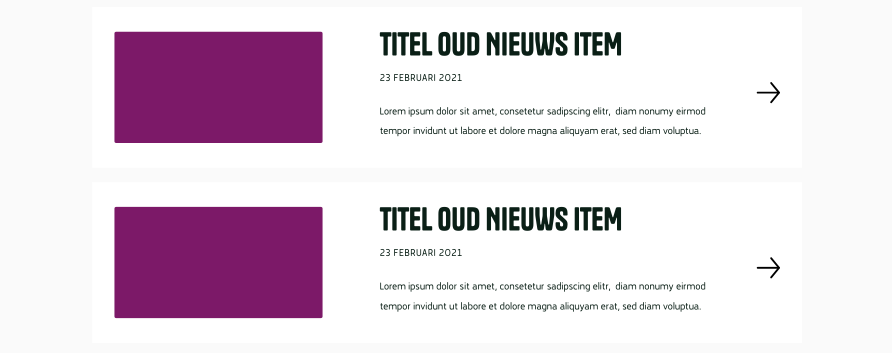 TITEL OUD NIEUWS ITEM
23 FEBRUARI 2021
Lorem ipsum dolor sit amet, consetetur sadipscing elitr, diam nonumy eirmod
tempor invidunt ut labore et dolore magna aliquyam erat, sed diam voluptua.
TITEL OUD NIEUWS ITEM
23 FEBRUARI 2021
Lorem ipsum dolor sit amet, consetetur sadipscing elitr, diam nonumy eirmod
tempor invidunt ut labore et dolore magna aliquyam erat, sed diam voluptua.